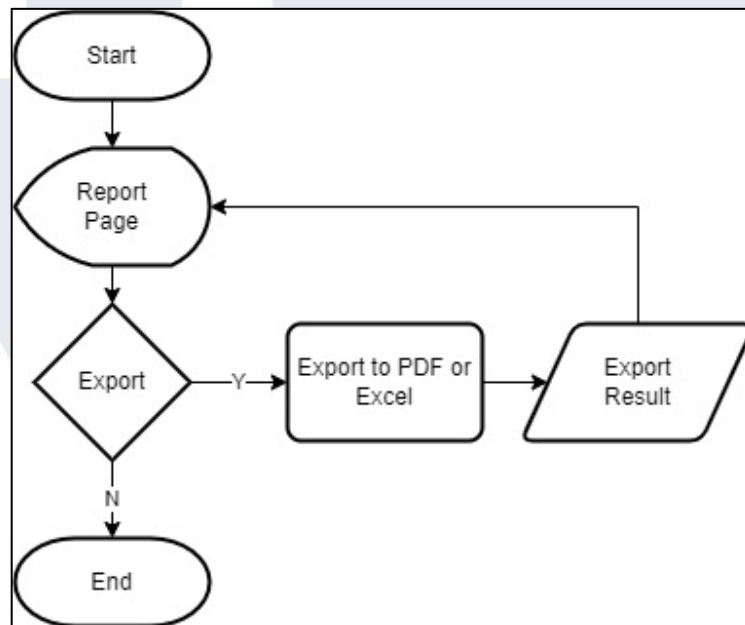 Start
Report
Page
Export
Y
Export to PDF or
Excel
Export
Result
N
End